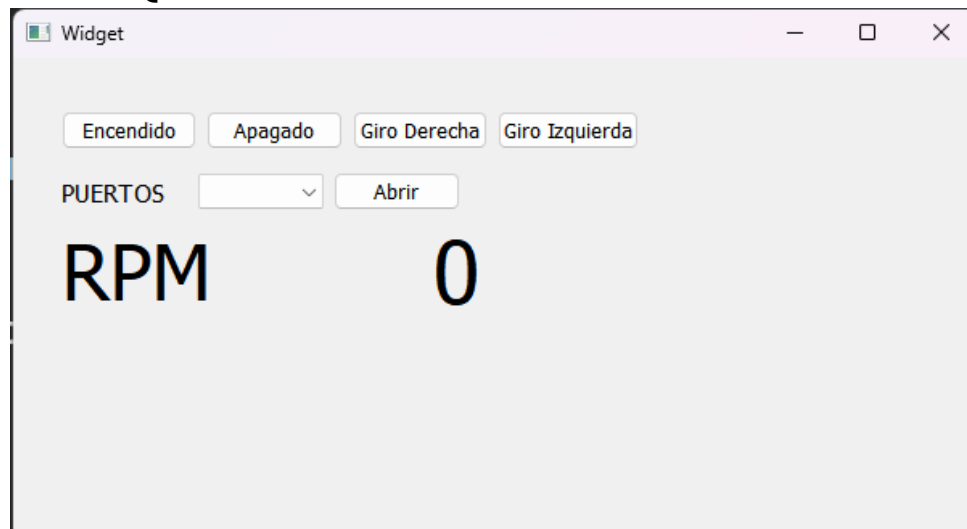 Widget
Encendido Apagado Giro Derecha Giro Izquierda
PUERTOS Abrir
RPM 0